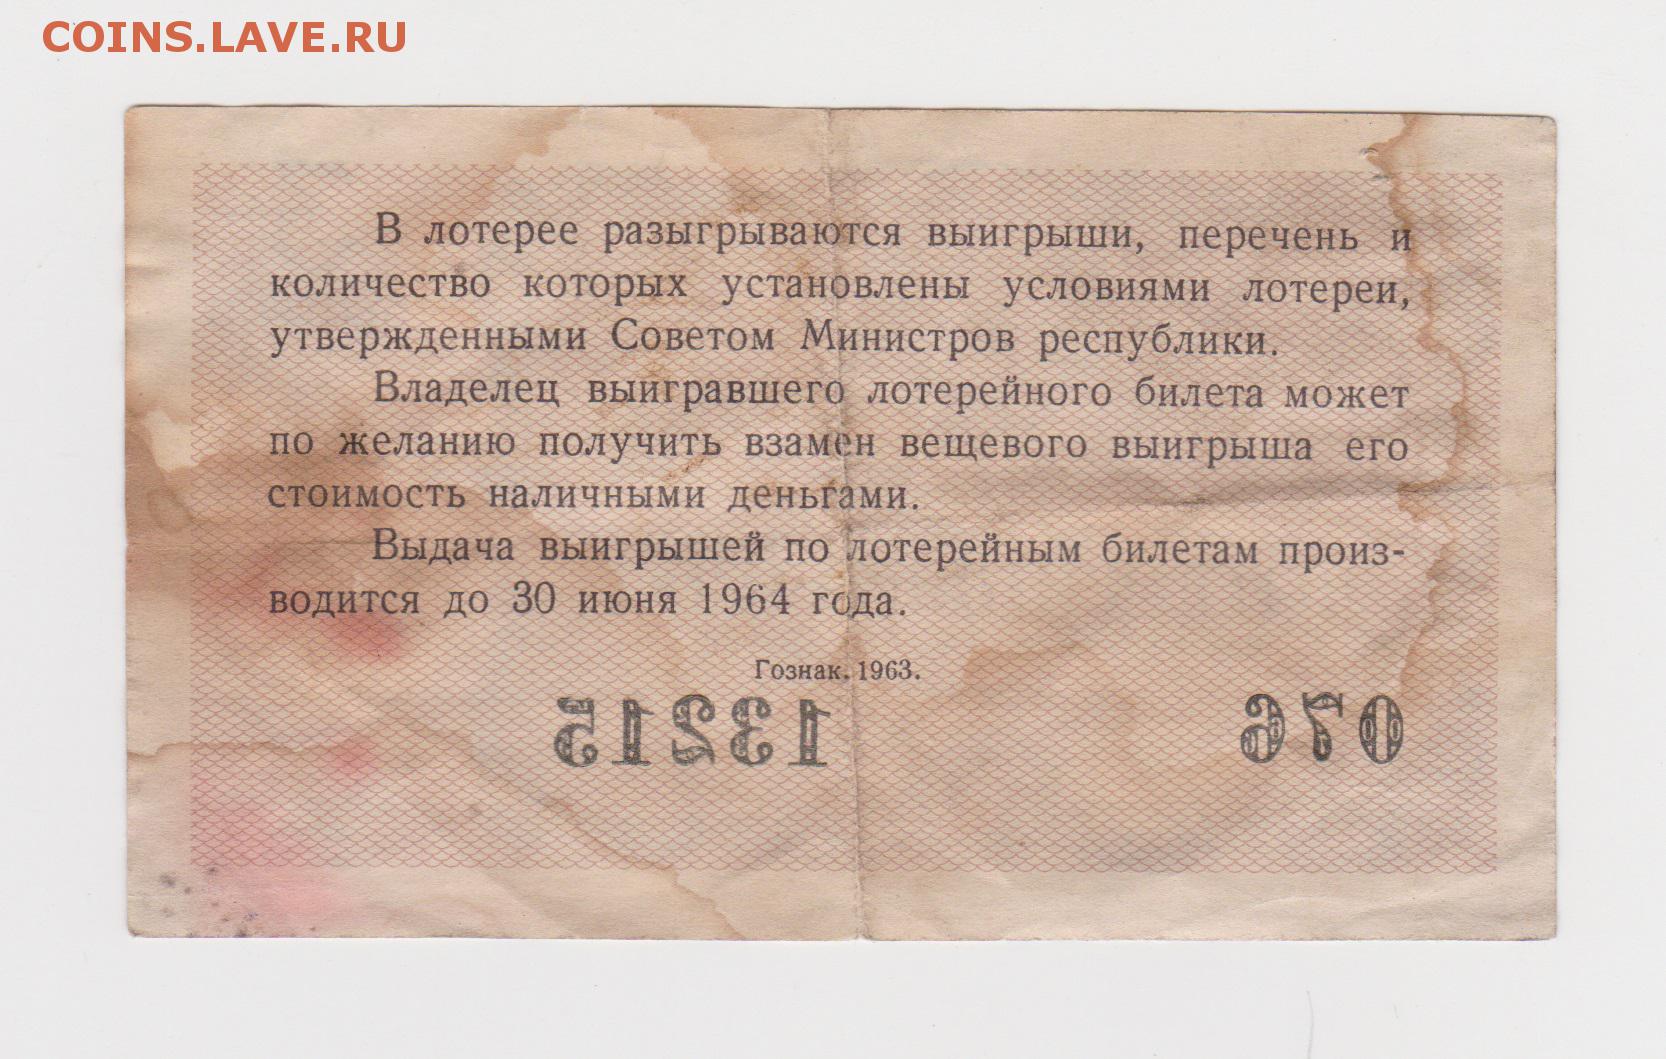 COINS.LAVE.RU
В лотерее разыгрываются выигрыши, перечень и
количество которых установлены условиями лотереи,
утвержденными Советом Министров республики.
Владелец выигравшего лотерейного билета может
по желанию получить взамен вещевого выигрыша его
стоимость наличными деньгами.
Выдача выигрышей по лотерейным билетам произ-
водится до 30 июня 1964 года.
Гознак. 1963.
13215 076